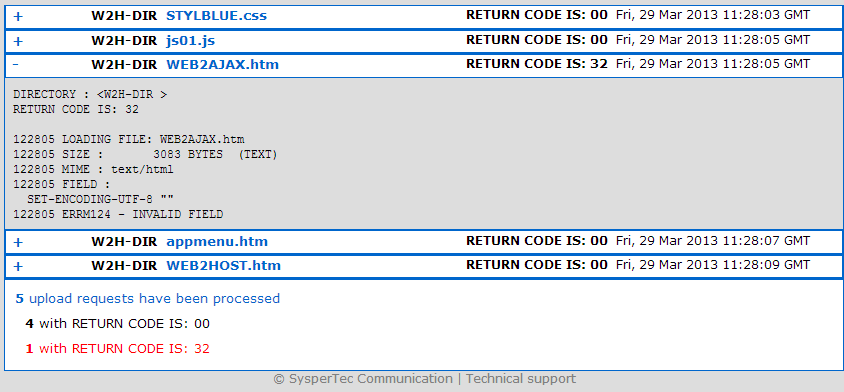 + W2H-DIR STYLBLUE.css RETURN CODE IS: 00 Fri, 29 Mar 2013 11:28:03 GMT
+ W2H-DIR js01.js RETURN CODE IS: 00 Fri, 29 Mar 2013 11:28:05 GMT
- W2H-DIR WEB2AJAX.htm RETURN CODE IS: 32 Fri, 29 Mar 2013 11:28:05 GMT
DIRECTORY : <W2H-DIR >
RETURN CODE IS: 32
122805 LOADING FILE: WEB2AJAX.htm
122805 SIZE : 3083 BYTES (TEXT)
122805 MIME : text/html
122805 FIELD :
SET-ENCODING-UTF-8 ""
122805 ERRM124 - INVALID FIELD
+ W2H-DIR appmenu.htm RETURN CODE IS: 00 Fri, 29 Mar 2013 11:28:07 GMT
+ W2H-DIR WEB2HOST.htm RETURN CODE IS: 00 Fri, 29 Mar 2013 11:28:09 GMT
5 upload requests have been processed
4 with RETURN CODE IS: 00
1 with RETURN CODE IS: 32
© SysperTec Communication | Technical support